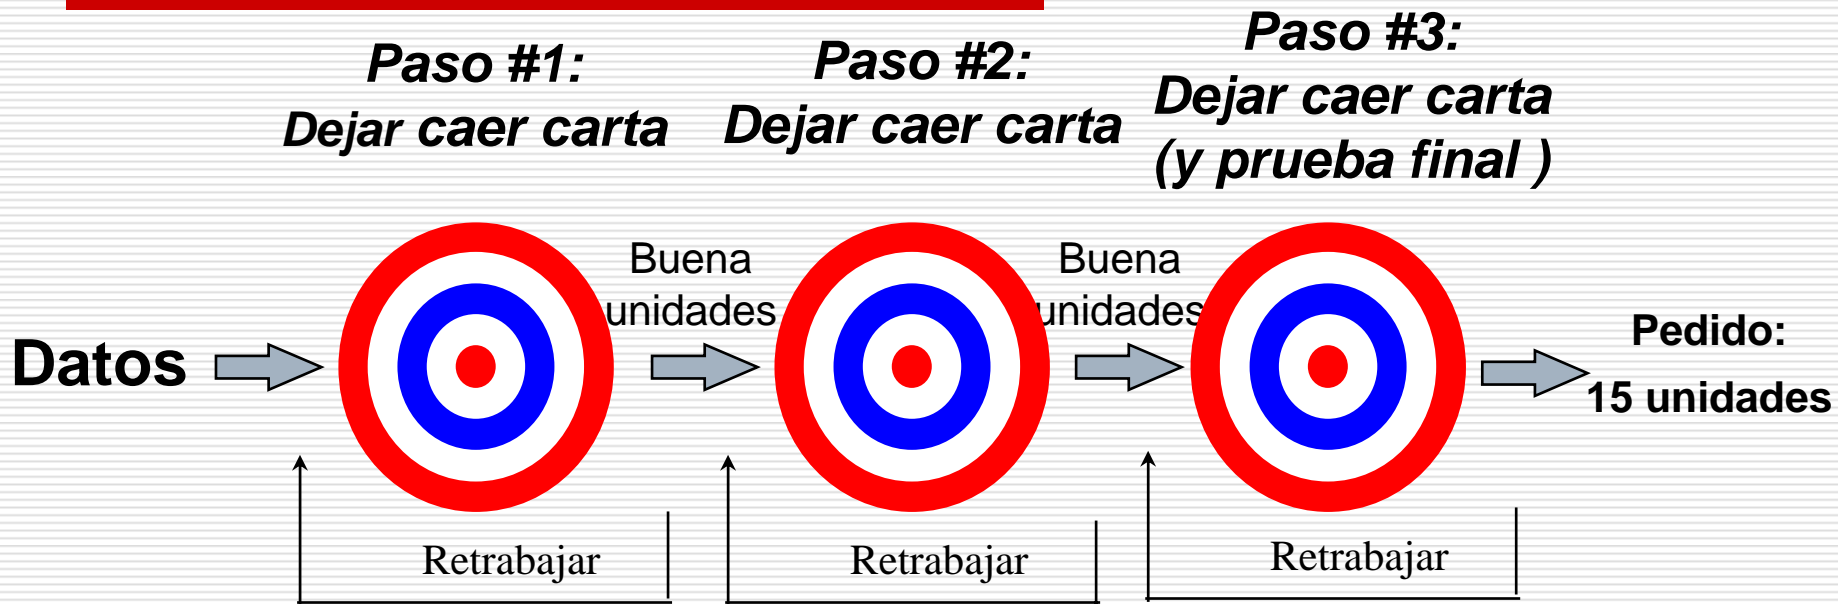 Paso #1:
Dejar caer carta
Paso #2:
Dejar caer carta
Paso #3:
Dejar caer carta
(y prueba final )
Datos
Buena
unidades
Buena
unidades
Pedido:
15 unidades
Retrabajar
Retrabajar
Retrabajar